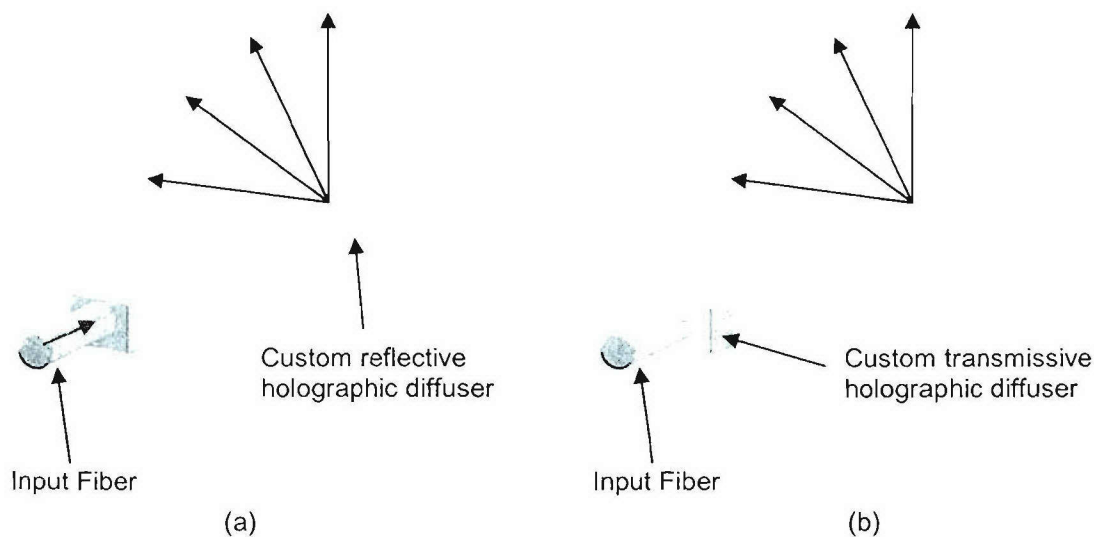 Custom reflective
holographic diffuser
Input Fiber
(a)
Custom transmissive
holographic diffuser
Input Fiber
(b)